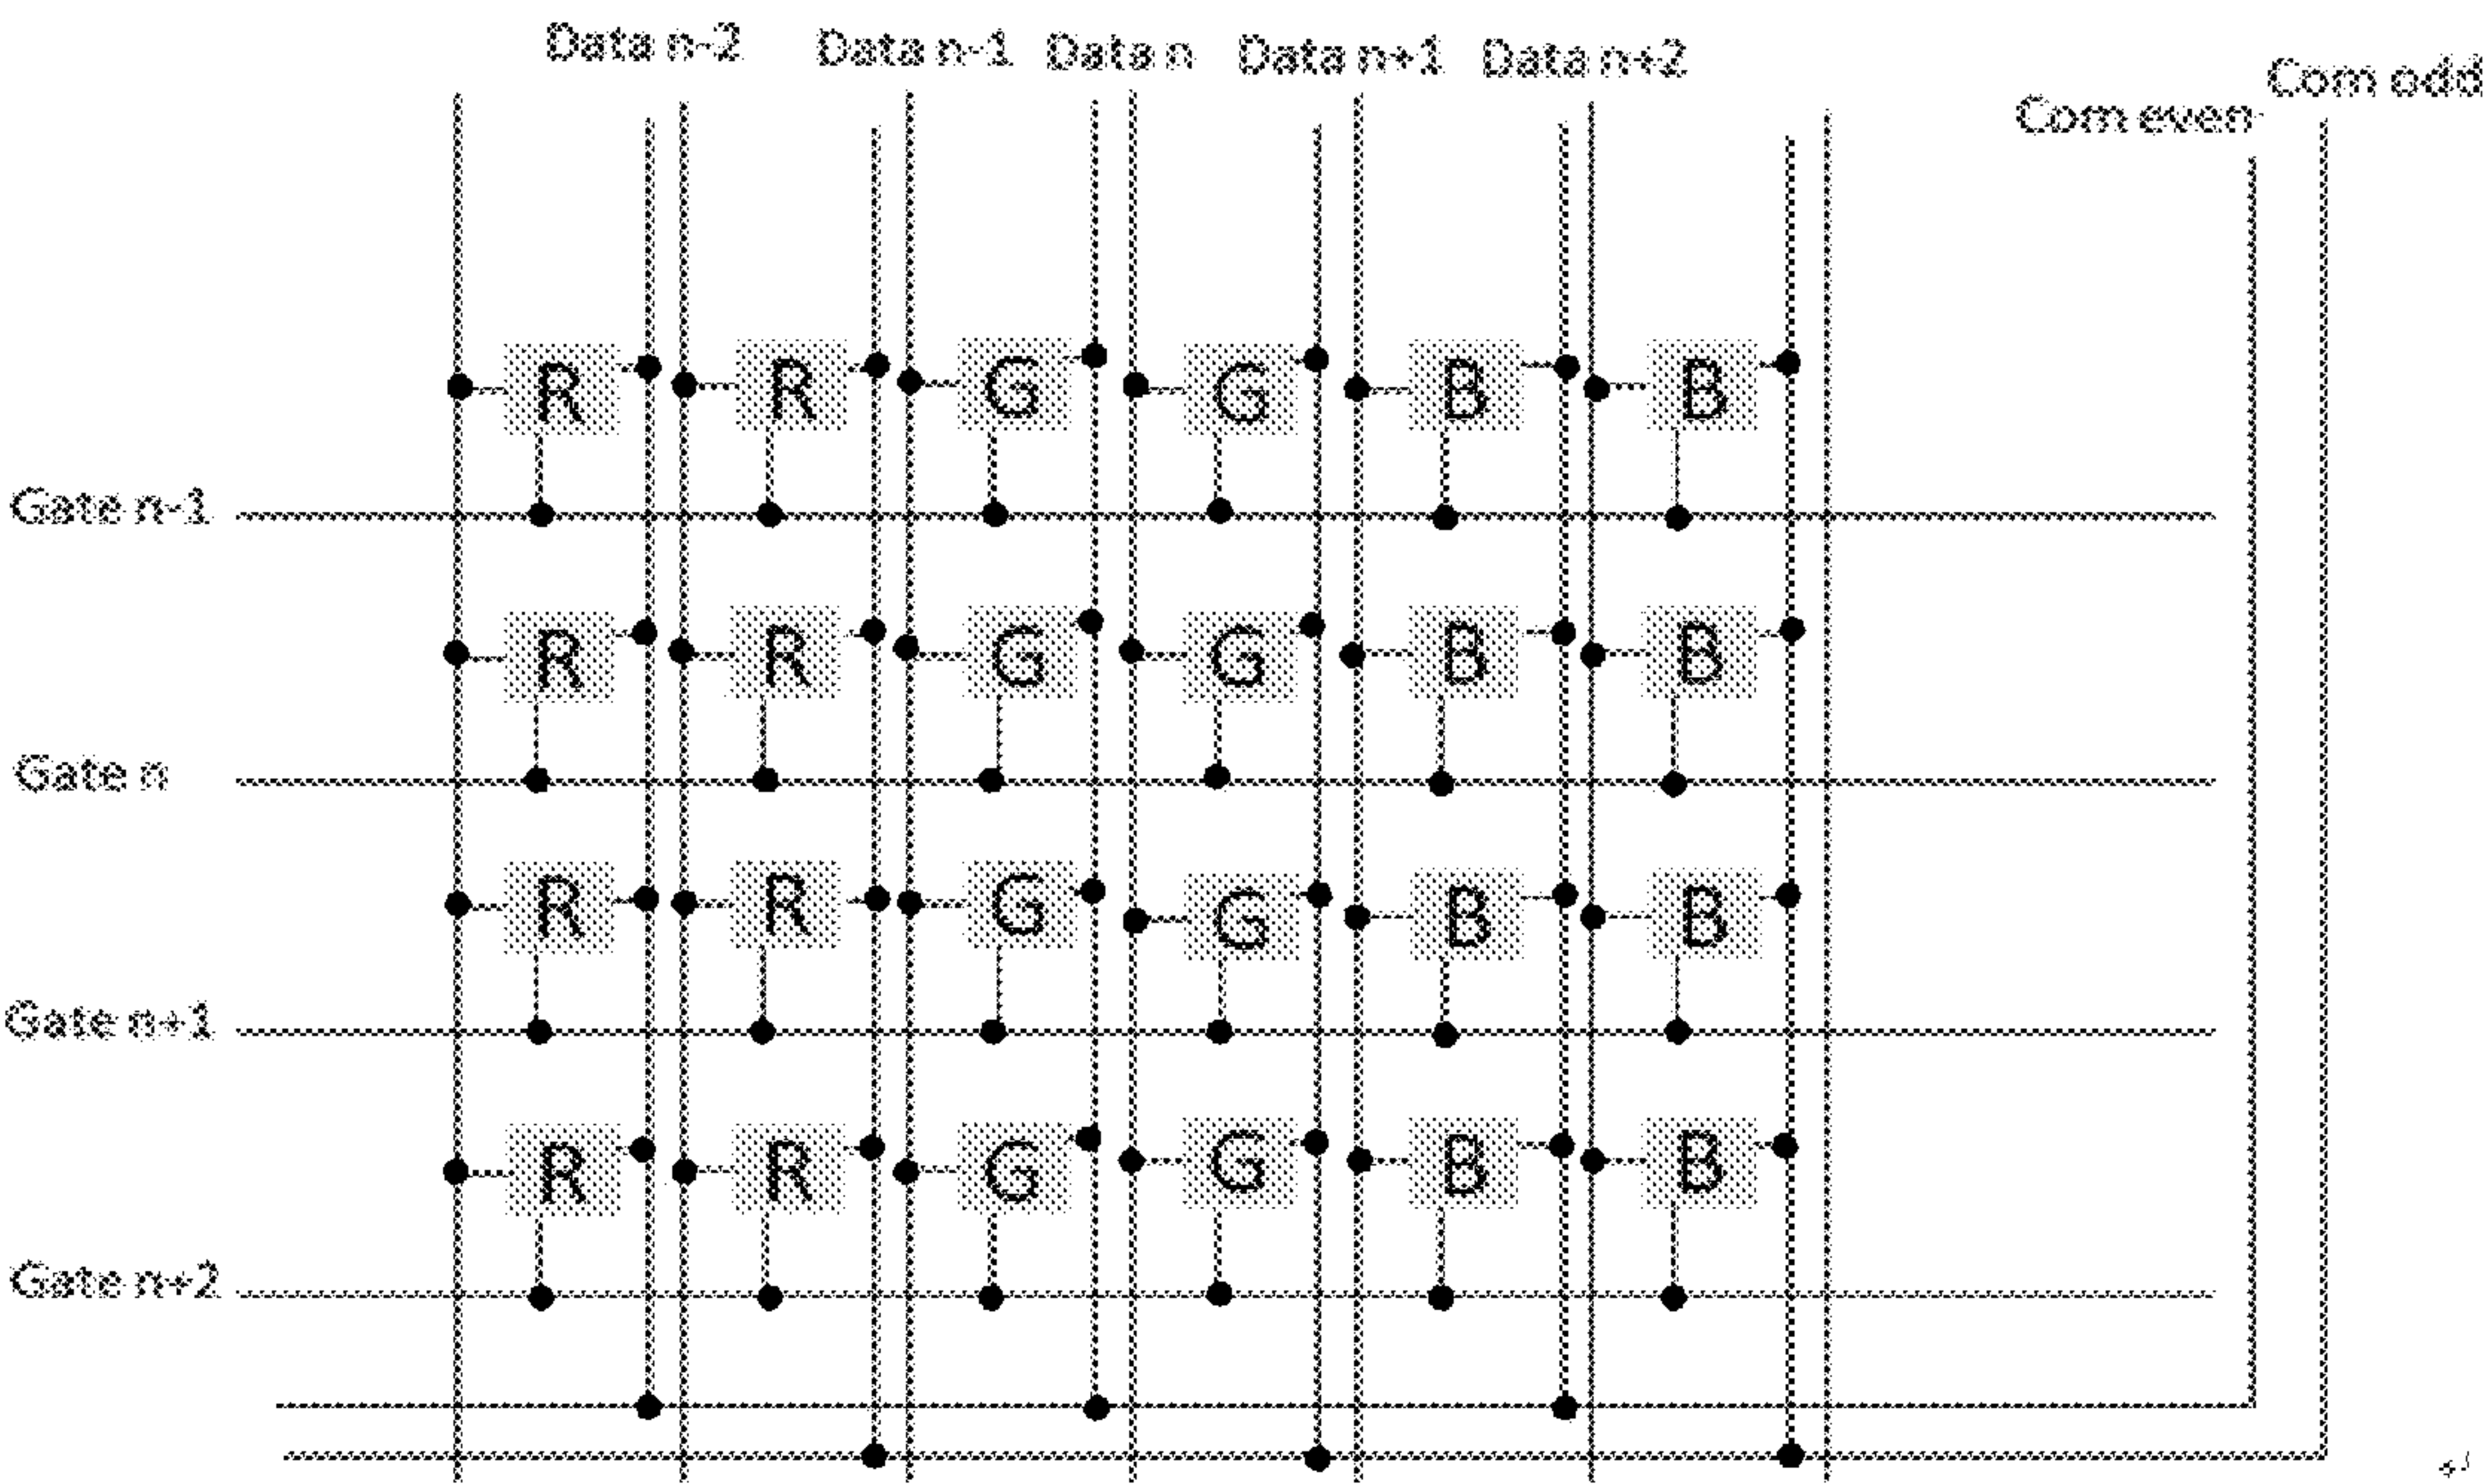 Data n-2 Data n-1 Data n Data n+1 Data n+2
Com odd
Com even
R R G G B B
Gate n-1
R R G G B B
Gate n
R R G G B B
Gate n+1
R R G G B B
Gate n+2